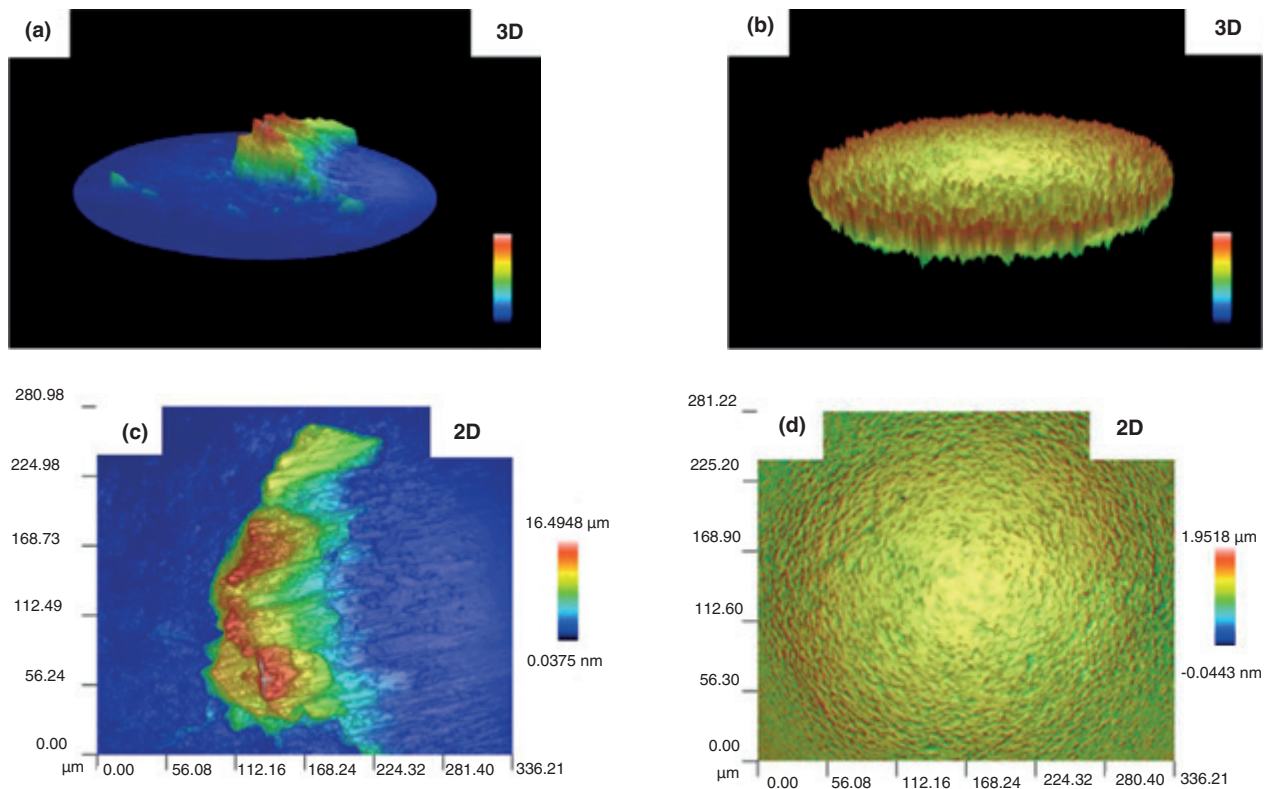 (a)
3D
(b)
3D
280.98
224.98
168.73
112.49
56.24
0.00
µm
0.00 56.08 112.16 168.24 224.32 281.40 336.21
(c)
2D
16.4948 µm
0.0375 nm
281.22
225.20
168.90
112.60
56.30
0.00
µm
0.00 56.08 112.16 168.24 224.32 280.40 336.21
(d)
2D
1.9518 µm
-0.0443 nm